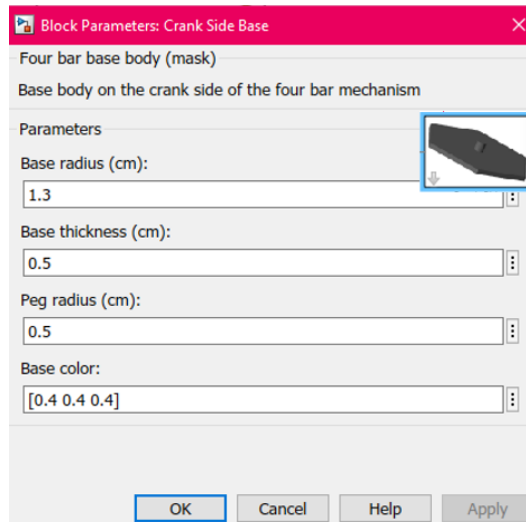 Block Parameters: Crank Side Base
Four bar base body (mask)
Base body on the crank side of the four bar mechanism
Parameters
Base radius (cm):
1.3
Base thickness (cm):
0.5
Peg radius (cm):
0.5
Base color:
[0.4 0.4 0.4]
OK Cancel Help Apply